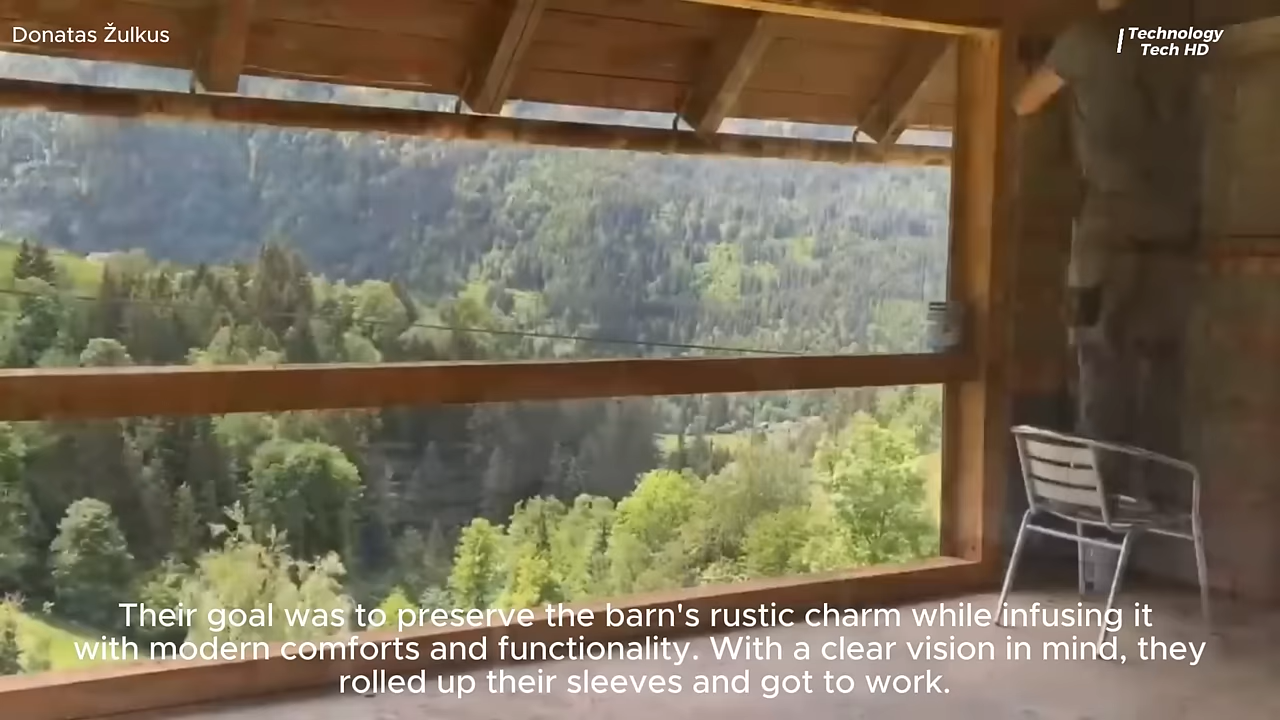 Donatas Žulkus
Technology
Tech HD
Their goal was to preserve the barn's rustic charm while infusing it
with modern comforts and functionality. With a clear vision in mind, they
rolled up their sleeves and got to work.